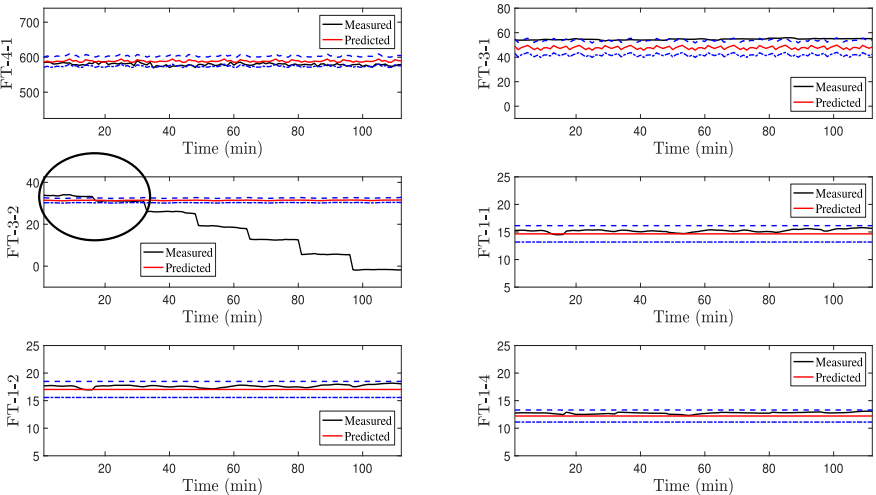 700
600
500
FT-4-1
Measured
Predicted
20 40 60 80 100
Time (min)
80
60
40
20
0
FT-3-1
Measured
Predicted
20 40 60 80 100
Time (min)
40
20
0
FT-3-2
Measured
Predicted
20 40 60 80 100
Time (min)
25
20
15
10
5
FT-1-1
Measured
Predicted
20 40 60 80 100
Time (min)
25
20
15
10
5
FT-1-2
Measured
Predicted
20 40 60 80 100
Time (min)
25
20
15
10
5
FT-1-4
Measured
Predicted
20 40 60 80 100
Time (min)